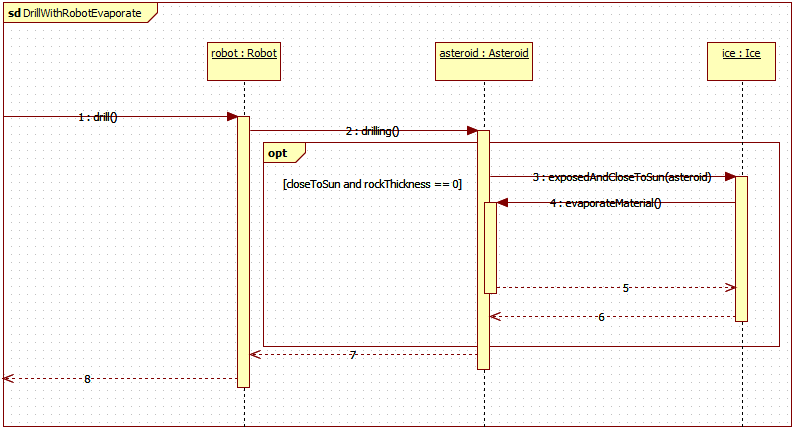 sd DrillWithRobotEvaporate
robot : Robot
asteroid : Asteroid
ice : Ice
1 : drill()
2 : drilling()
opt
[closeToSun and rockThickness == 0]
3 : exposedAndCloseToSun(asteroid)
4 : evaporateMaterial()
5
6
7
8